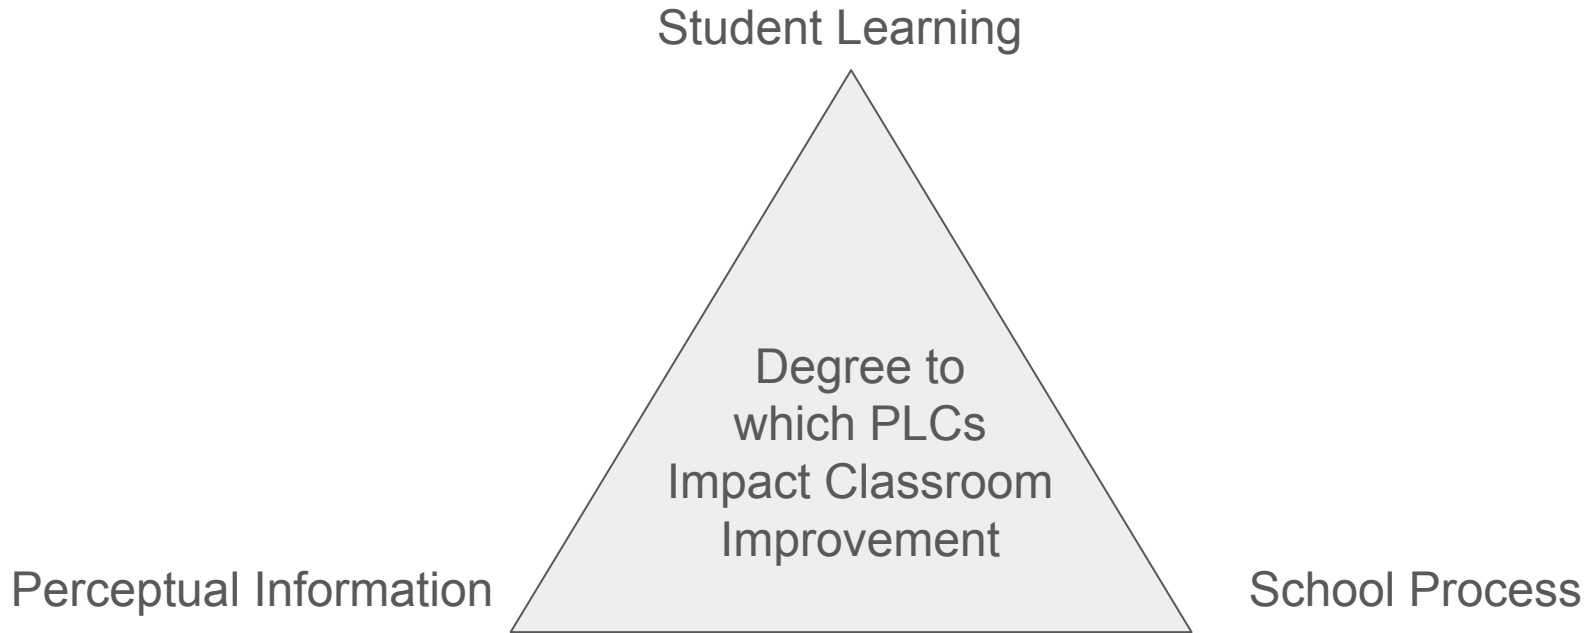 Student Learning
Degree to
which PLCs
Impact Classroom
Improvement
Perceptual Information
School Process